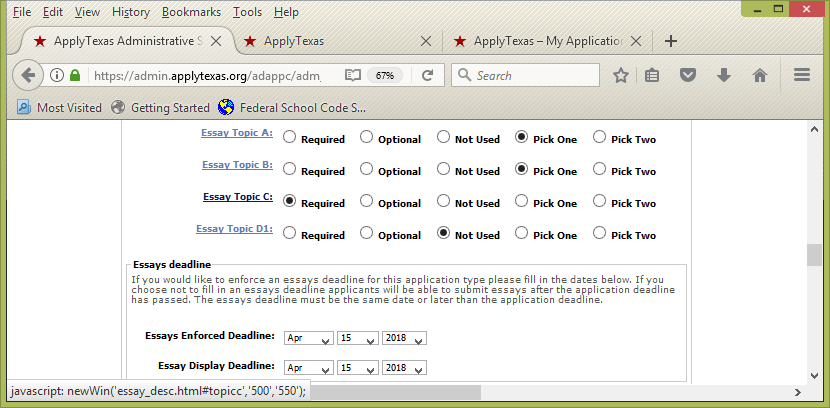 File Edit View History Bookmarks Tools Help
ApplyTexas Administrative S ApplyTexas ApplyTexas – My Application
https://admin.applytexas.org/adappc/adm_ 67% Search
Most Visited Getting Started Federal School Code S...
Essay Topic A: Required Optional Not Used Pick One Pick Two
Essay Topic B: Required Optional Not Used Pick One Pick Two
Essay Topic C: Required Optional Not Used Pick One Pick Two
Essay Topic D1: Required Optional Not Used Pick One Pick Two
Essays deadline
If you would like to enforce an essays deadline for this application type please fill in the dates below. If you
choose not to fill in an essays deadline applicants will be able to submit essays after the application deadline
has passed. The essays deadline must be the same date or later than the application deadline.
Essays Enforced Deadline: Apr 15 2018
Essay Display Deadline: Apr 15 2018
javascript: newWin('essay_desc.html#topicc','500','550');